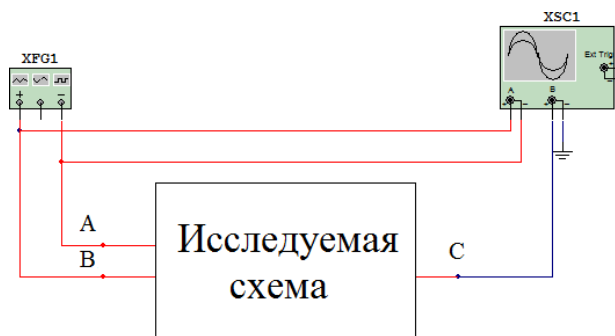 XSC1
XFG1
Ext Trig
+
-
A
B
+ - + -
+ -
A
B
C
Исследуемая
схема